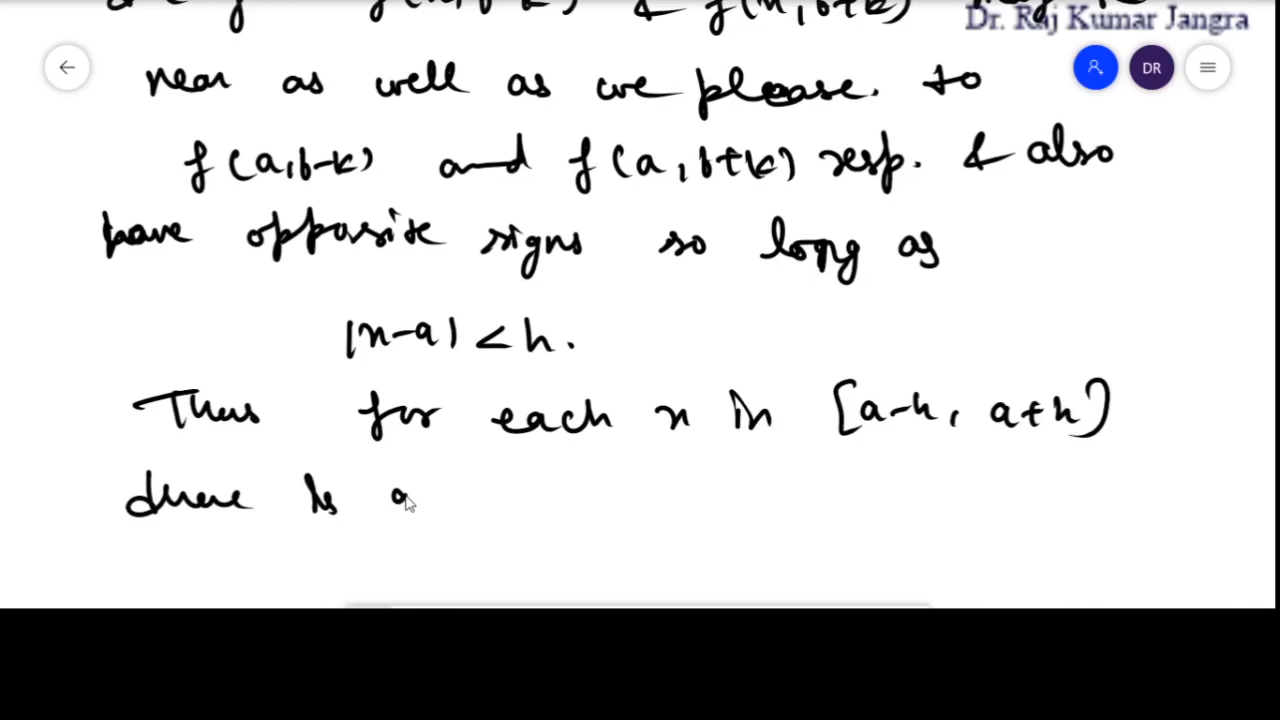 f(x, b+k)
Dr. Raj Kumar Jangra
DR
near as well as we please. to
f(a, b-k) and f(a, b+k) resp. & also
have opposite signs so long as
|x-a| < h.
Thus for each x in [a-h, a+h]
there is a